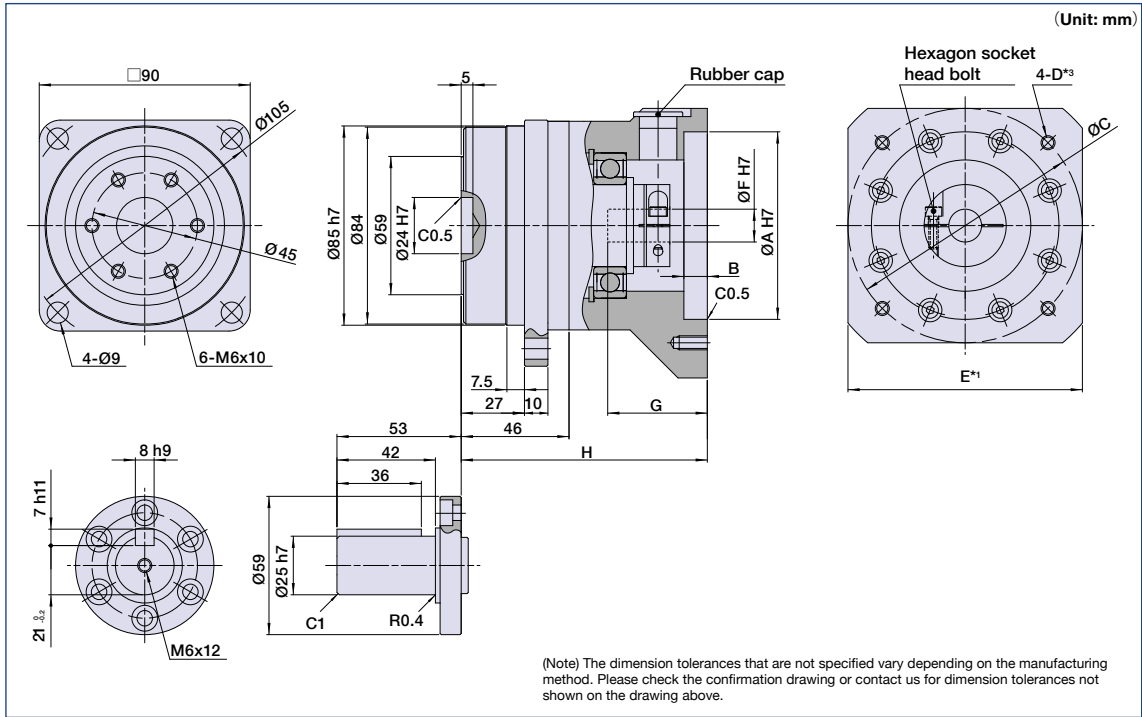 (Unit: mm)
□90
Ø105
Ø45
4-Ø9
6-M6x10
5
Rubber cap
Ø85 h7
Ø84
Ø59
Ø24 H7
C0.5
ØF H7
ØA H7
B
C0.5
7.5
27
10
46
G
H
Hexagon socket
head bolt
4-D*3
ØC
E*1
8 h9
7 h11
21 0 -0.2
M6x12
53
42
36
Ø59
Ø25 h7
C1
R0.4
(Note) The dimension tolerances that are not specified vary depending on the manufacturing
method. Please check the confirmation drawing or contact us for dimension tolerances not
shown on the drawing above.